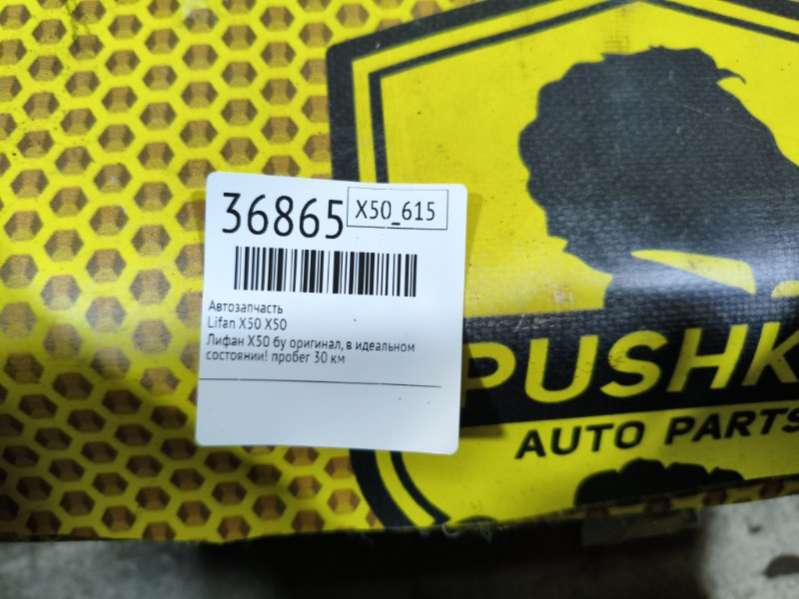 36865
X50_615
Автозапчасть
Lifan X50 X50
Лифан X50 бу оригинал, в идеальном
состоянии! пробег 30 км
PUSHK
AUTO PARTS